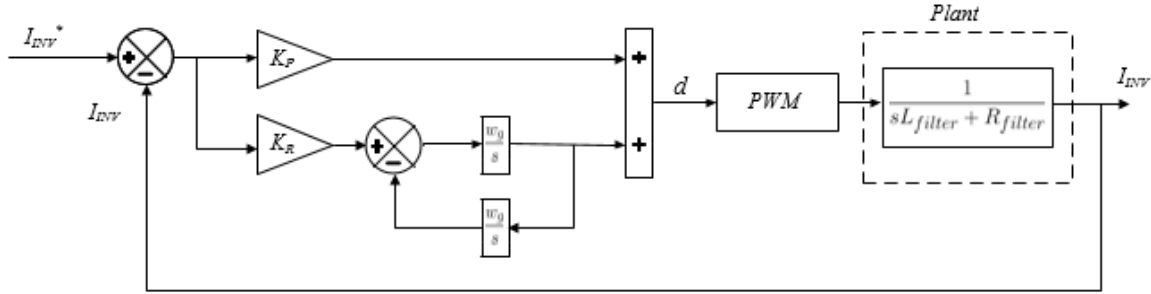 Plant
I_INV*
+
−
K_P
+
d
PWM
1
sL_filter + R_filter
I_INV
I_INV
K_R
+
−
w_0
s
+
w_0
s